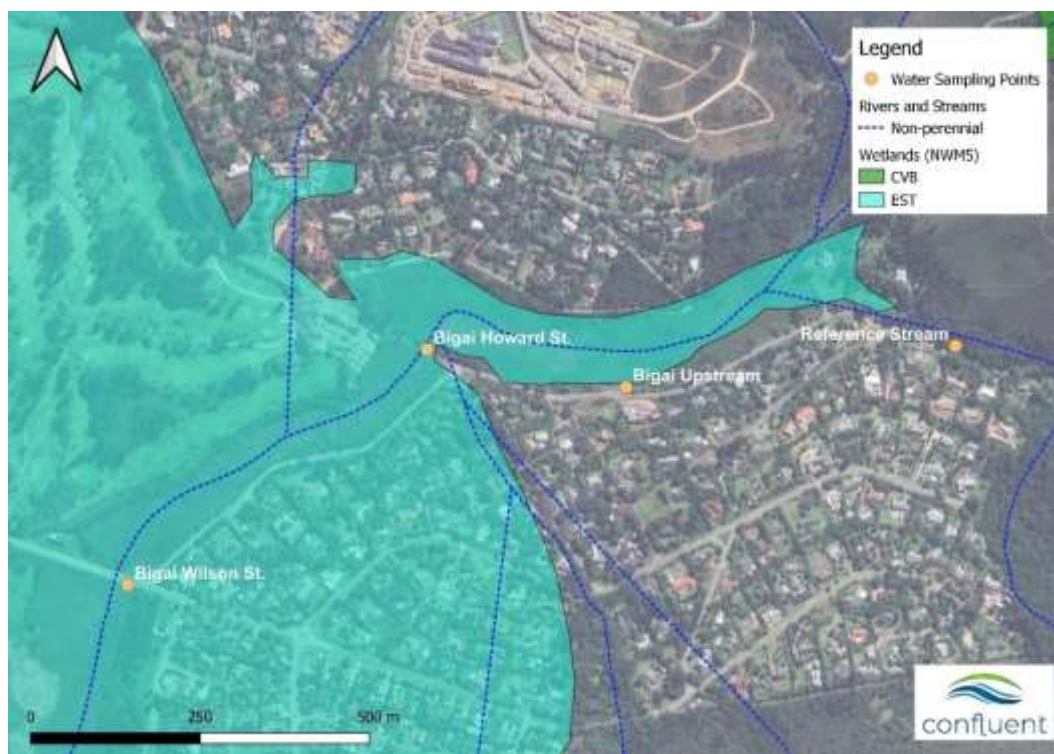 Legend
Water Sampling Points
Rivers and Streams
Non-perennial
Wetlands (NWM5)
CVB
EST
Bigai Howard St.
Reference Stream
Bigai Upstream
Bigai Wilson St.
0 250 500 m
confluent